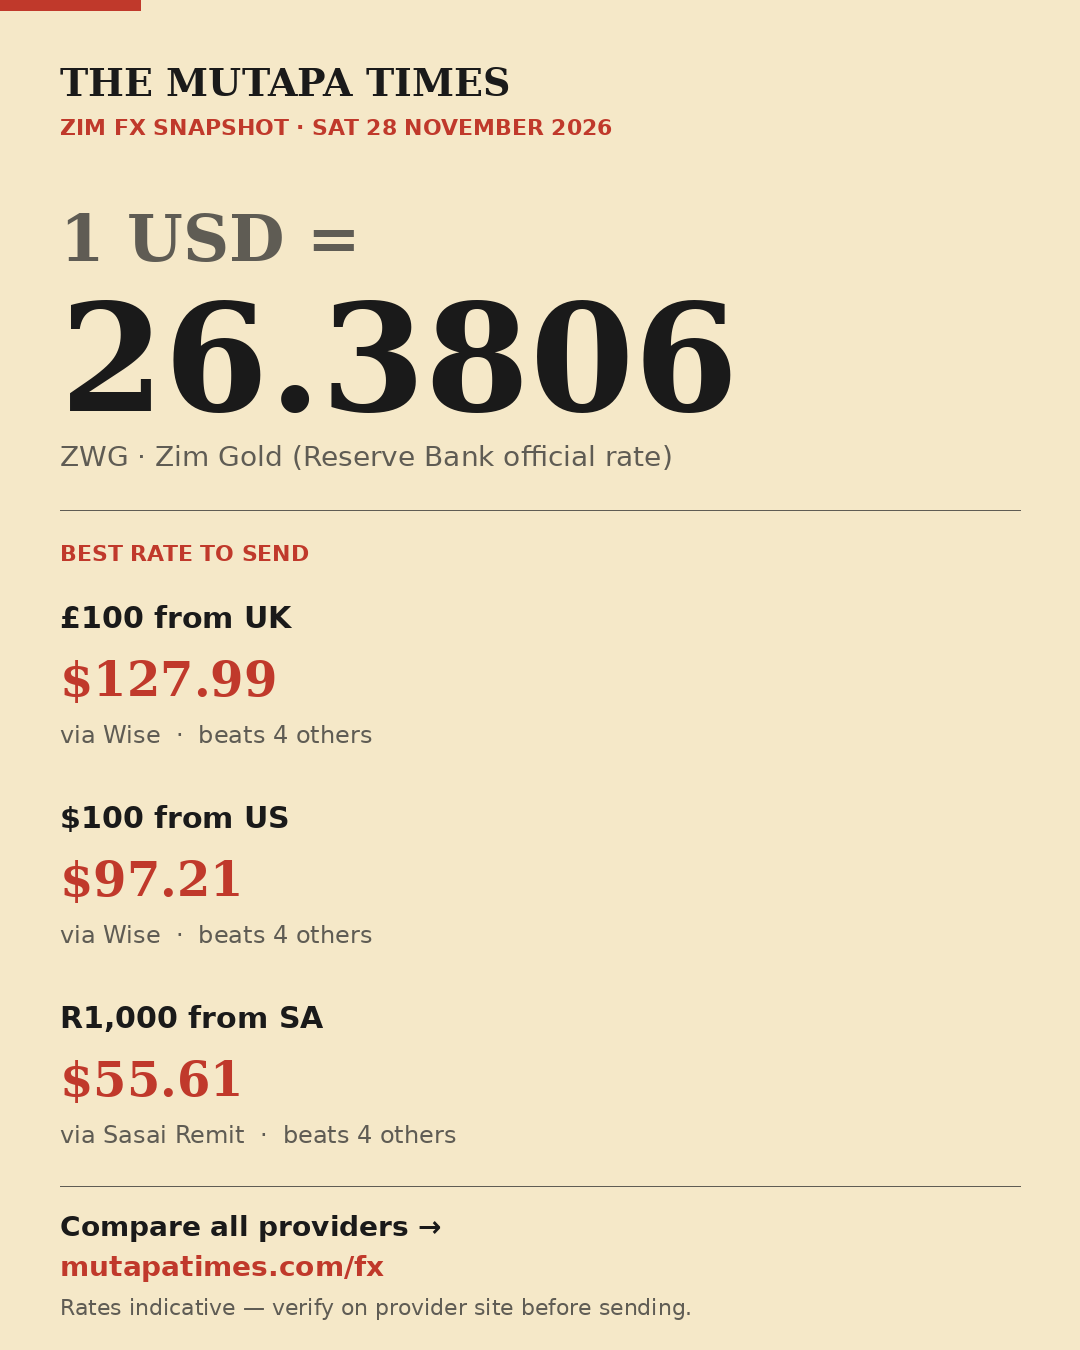 THE MUTAPA TIMES
ZIM FX SNAPSHOT · SAT 28 NOVEMBER 2026
1 USD =
26.3806
ZWG · Zim Gold (Reserve Bank official rate)
BEST RATE TO SEND
£100 from UK
$127.99
via Wise · beats 4 others
$100 from US
$97.21
via Wise · beats 4 others
R1,000 from SA
$55.61
via Sasai Remit · beats 4 others
Compare all providers →
mutapatimes.com/fx
Rates indicative — verify on provider site before sending.